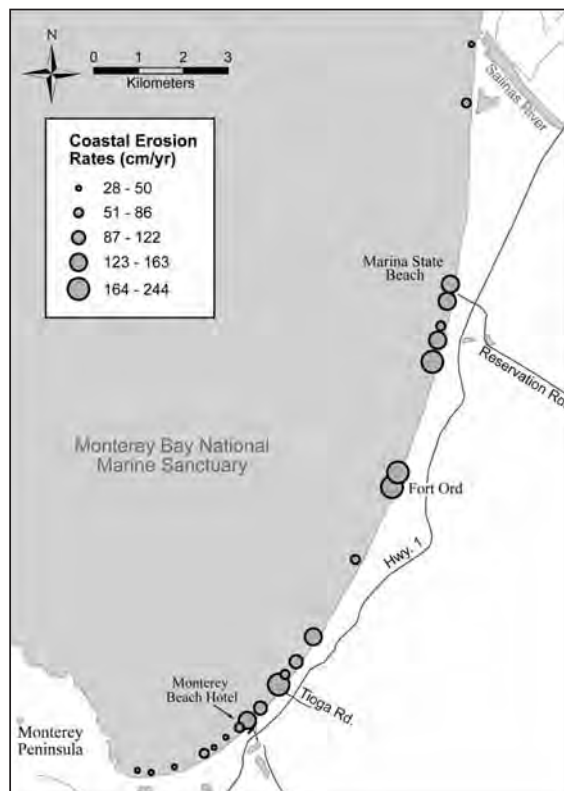 N
0 1 2 3
Kilometers
Coastal Erosion
Rates (cm/yr)
28 - 50
51 - 86
87 - 122
123 - 163
164 - 244
Salinas River
Marina State
Beach
Reservation Rd.
Monterey Bay National
Marine Sanctuary
Fort Ord
Hwy. 1
Monterey
Beach Hotel
Tioga Rd.
Monterey
Peninsula